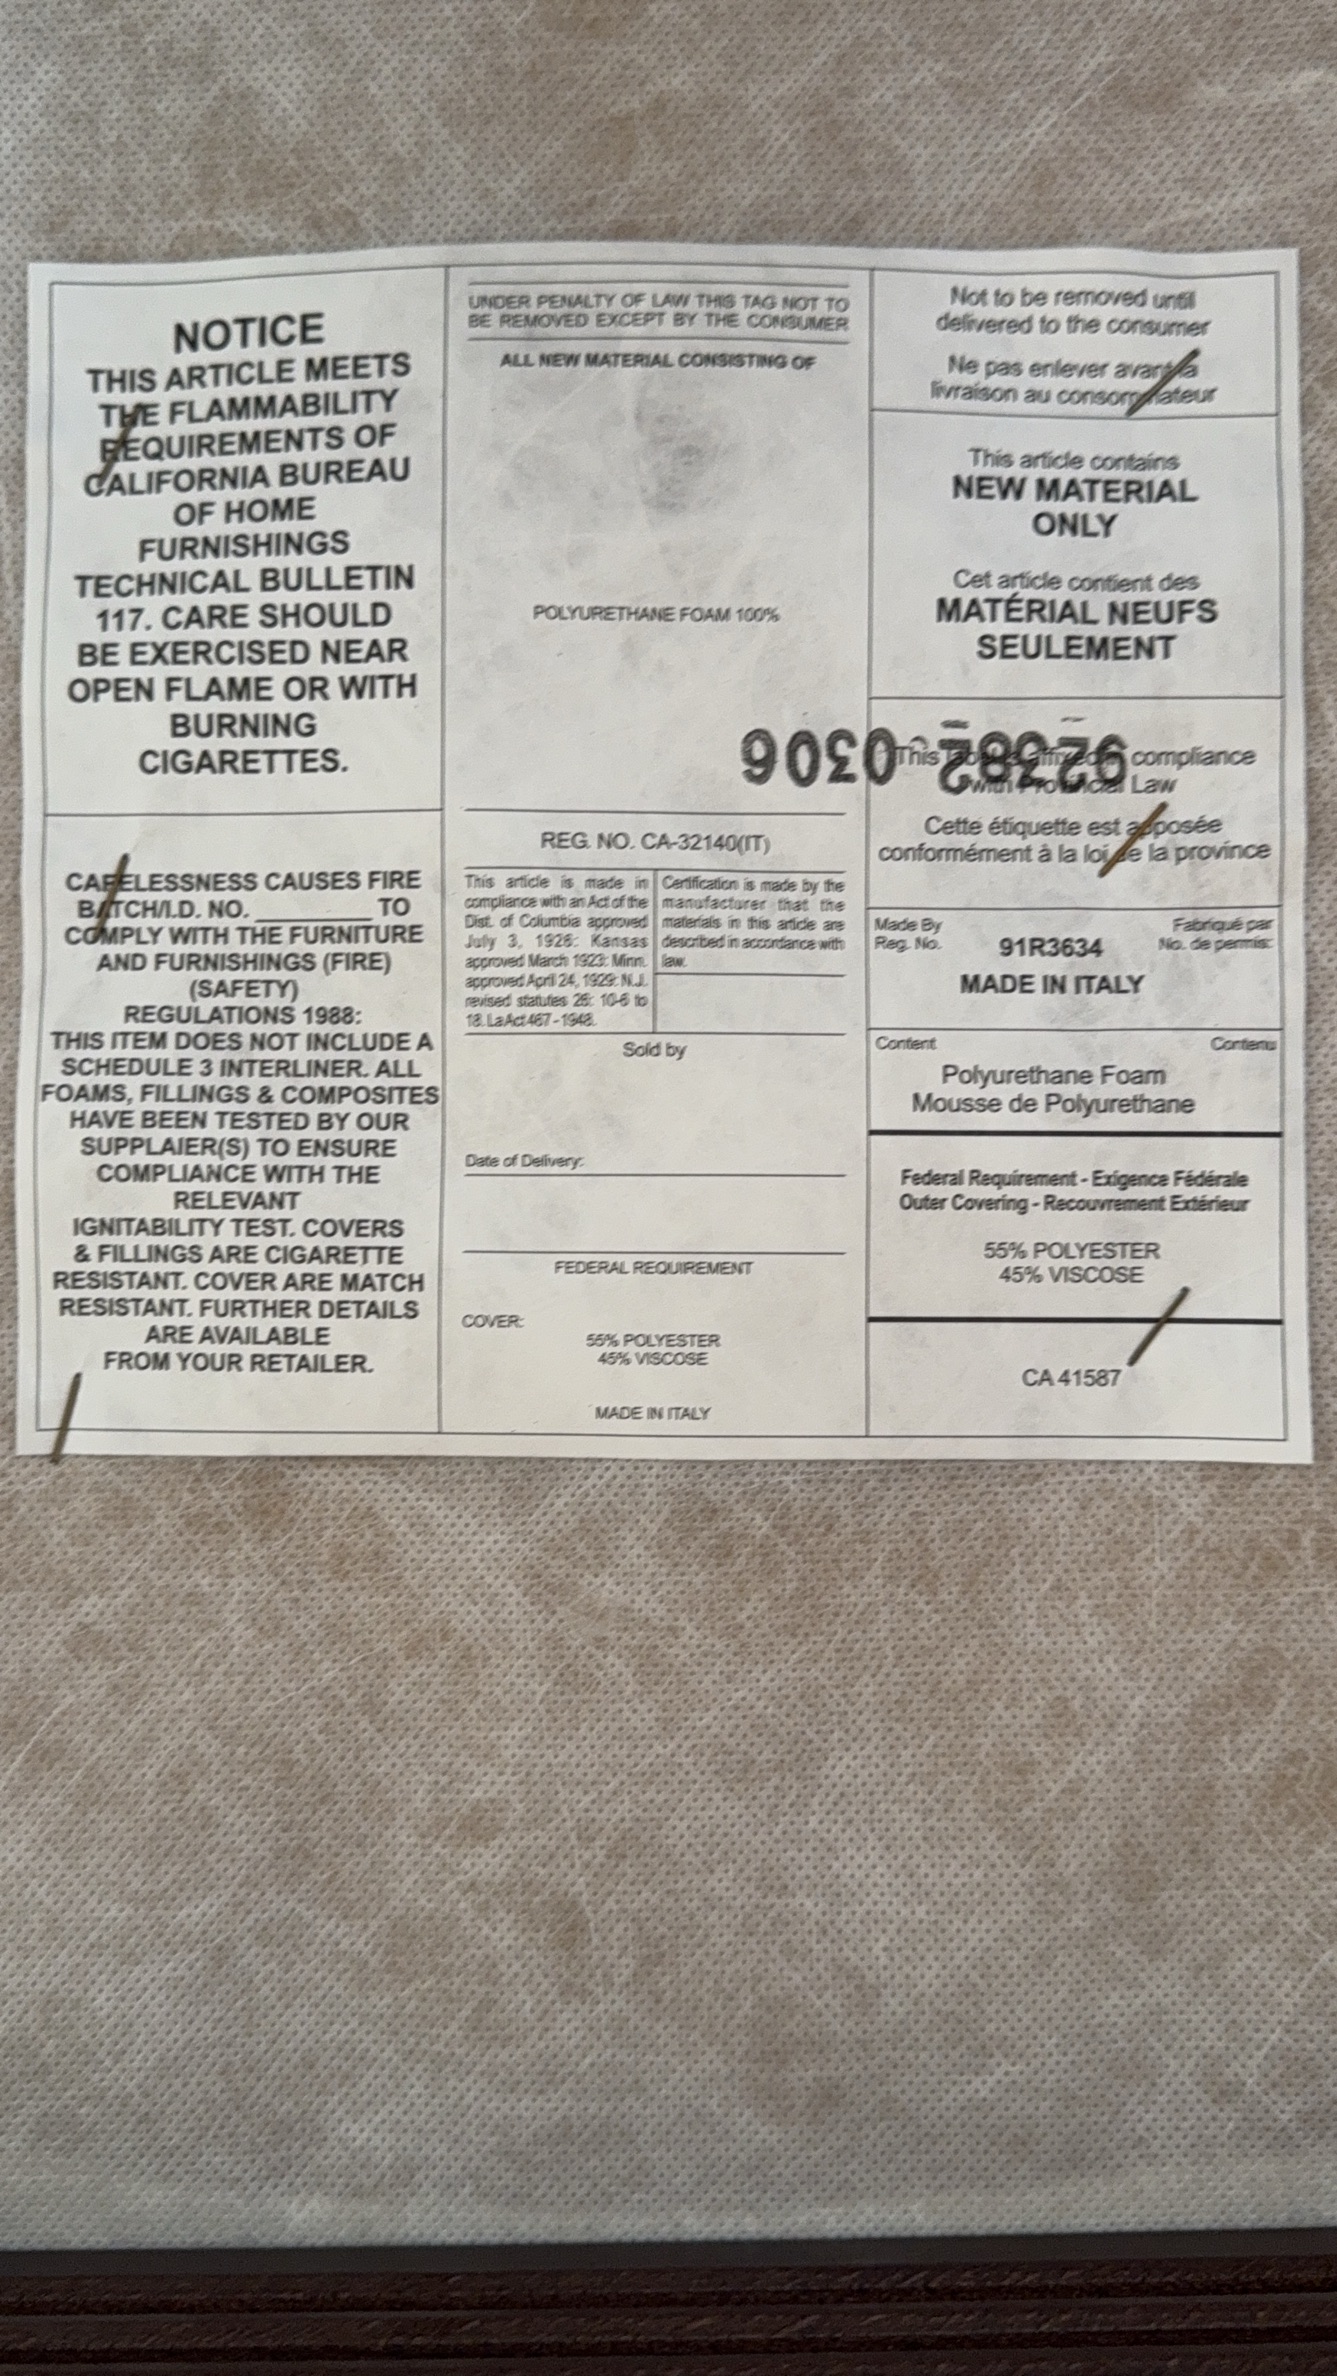 NOTICE
THIS ARTICLE MEETS
THE FLAMMABILITY
REQUIREMENTS OF
CALIFORNIA BUREAU
OF HOME
FURNISHINGS
TECHNICAL BULLETIN
117. CARE SHOULD
BE EXERCISED NEAR
OPEN FLAME OR WITH
BURNING
CIGARETTES.
CARELESSNESS CAUSES FIRE
BATCH/I.D. NO. __________ TO
COMPLY WITH THE FURNITURE
AND FURNISHINGS (FIRE)
(SAFETY)
REGULATIONS 1988:
THIS ITEM DOES NOT INCLUDE A
SCHEDULE 3 INTERLINER. ALL
FOAMS, FILLINGS & COMPOSITES
HAVE BEEN TESTED BY OUR
SUPPLAIER(S) TO ENSURE
COMPLIANCE WITH THE
RELEVANT
IGNITABILITY TEST. COVERS
& FILLINGS ARE CIGARETTE
RESISTANT. COVER ARE MATCH
RESISTANT. FURTHER DETAILS
ARE AVAILABLE
FROM YOUR RETAILER.
UNDER PENALTY OF LAW THIS TAG NOT TO
BE REMOVED EXCEPT BY THE CONSUMER
ALL NEW MATERIAL CONSISTING OF
POLYURETHANE FOAM 100%
REG. NO. CA-32140(IT)
This article is made in
compliance with an Act of the
Dist. of Columbia approved
July 3, 1926: Kansas
approved March 1923: Minn.
approved April 24, 1929: N.J.
revised statutes 26: 10-6 to
18. La Act 467 - 1948.
Certification is made by the
manufacturer that the
materials in this article are
described in accordance with
law.
Sold by
Date of Delivery:
FEDERAL REQUIREMENT
COVER:
55% POLYESTER
45% VISCOSE
MADE IN ITALY
Not to be removed until
delivered to the consumer
Ne pas enlever avant la
livraison au consommateur
This article contains
NEW MATERIAL
ONLY
Cet article contient des
MATÉRIAL NEUFS
SEULEMENT
This label is affixed in compliance
with Provincial Law
Cette étiquette est apposée
conformément à la loi de la province
Made By
Reg. No.
91R3634
Fabriqué par
No. de permis:
MADE IN ITALY
Content
Contenu
Polyurethane Foam
Mousse de Polyurethane
Federal Requirement - Exigence Fédérale
Outer Covering - Recouvrement Extérieur
55% POLYESTER
45% VISCOSE
CA 41587